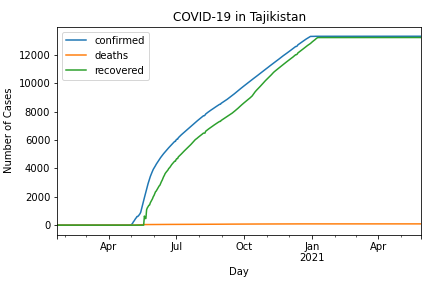 COVID-19 in Tajikistan
confirmed
deaths
recovered
Number of Cases
12000
10000
8000
6000
4000
2000
0
Apr
Jul
Oct
Jan
2021
Apr
Day